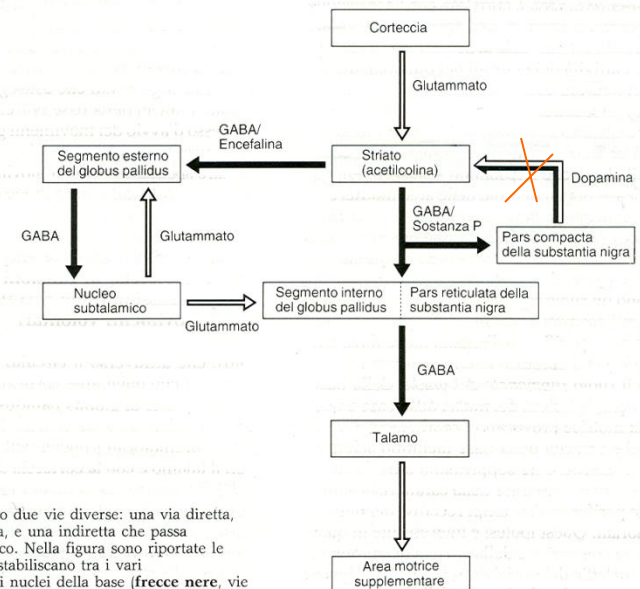 Corteccia
Glutammato
GABA/
Encefalina
Segmento esterno
del globus pallidus
Striato
(acetilcolina)
Dopamina
GABA/
Sostanza P
GABA
Glutammato
Pars compacta
della substantia nigra
Nucleo
subtalamico
Segmento interno
del globus pallidus
Pars reticulata della
substantia nigra
Glutammato
GABA
Talamo
o due vie diverse: una via diretta,
a, e una indiretta che passa
co. Nella figura sono riportate le
stabiliscano tra i vari
i nuclei della base (frecce nere, vie
Area motrice
supplementare